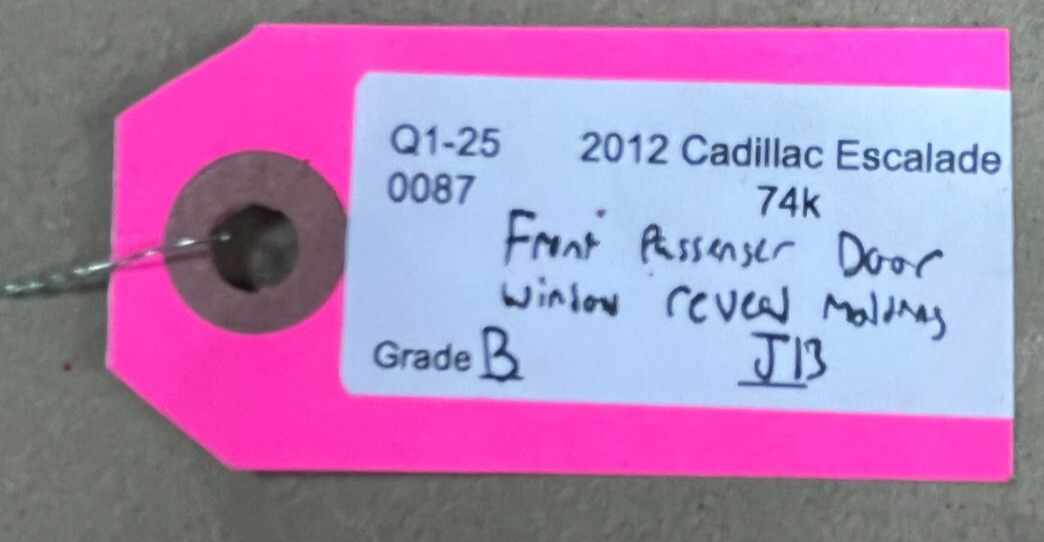 Q1-25 2012 Cadillac Escalade
0087 74k
Front Passenger Door
Window reveal Molding
Grade B J13